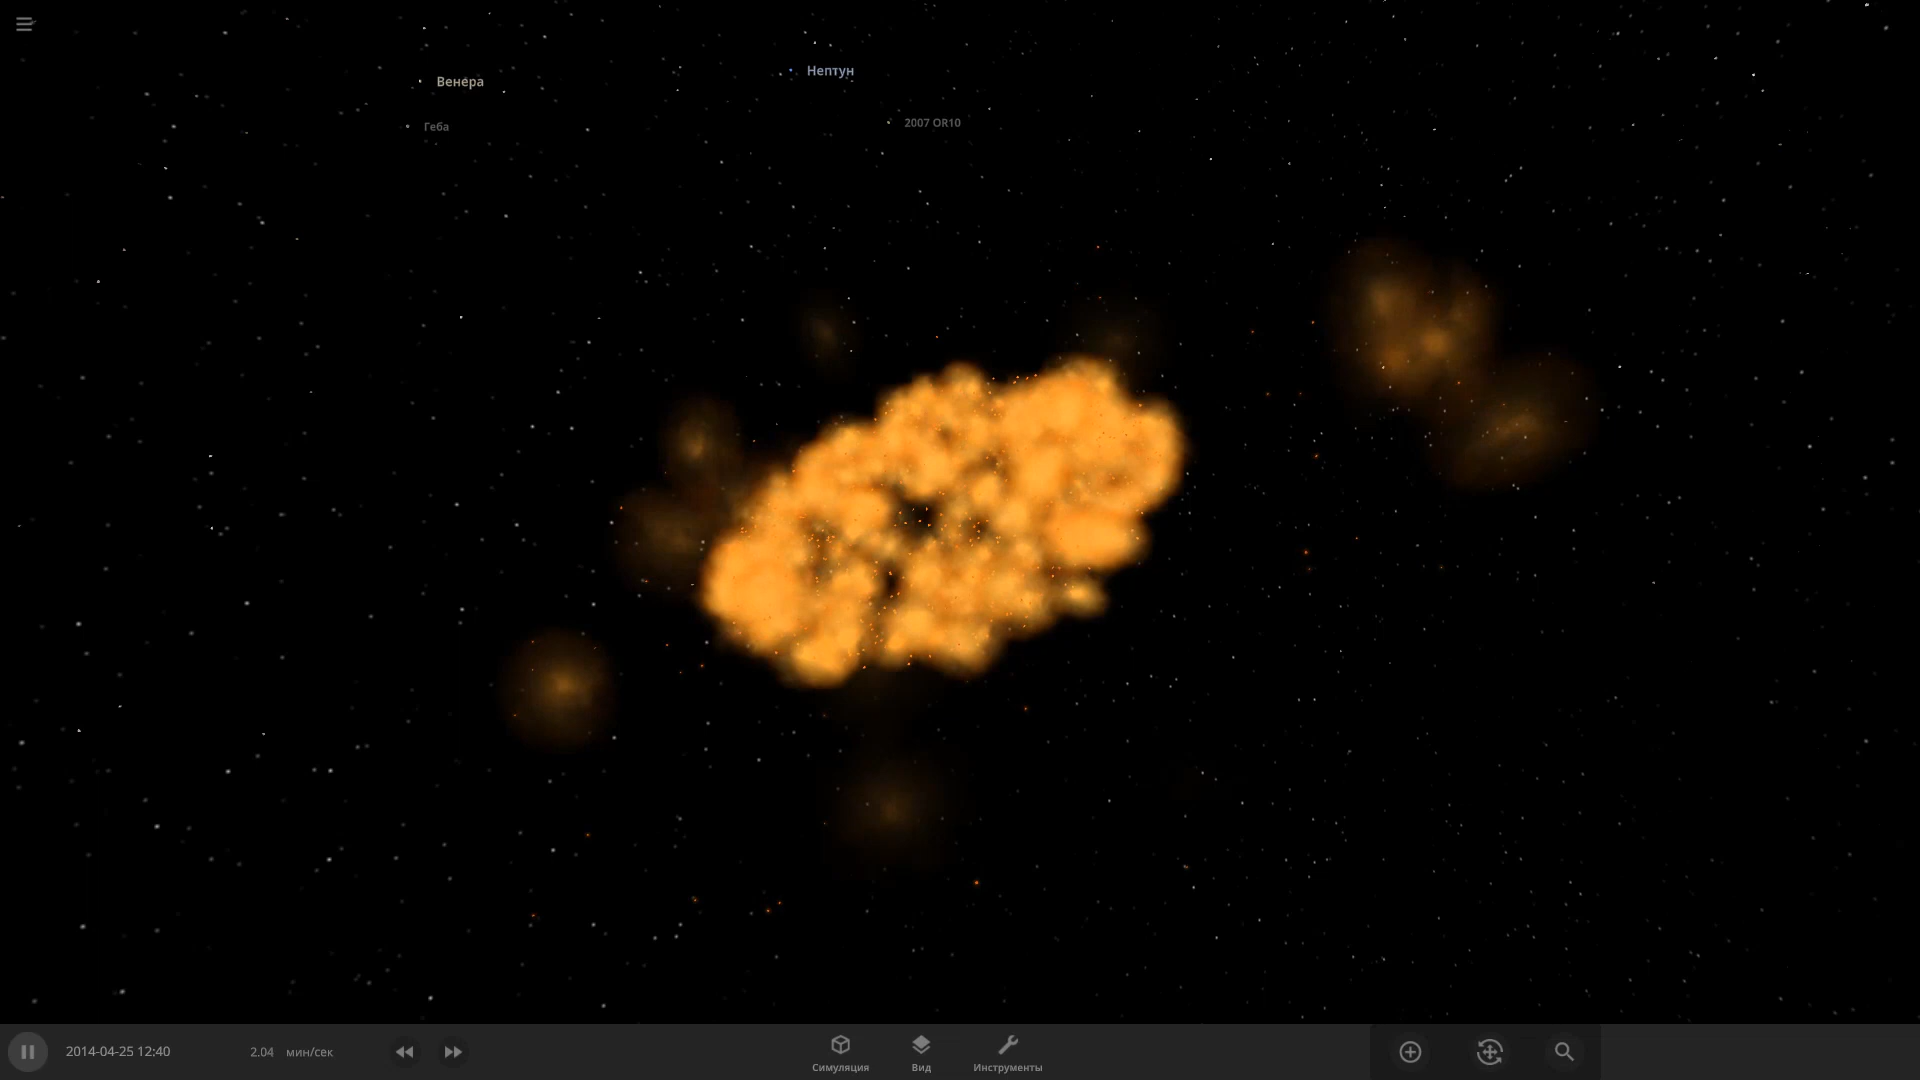 Нептун
Венера
2007 OR10
Геба
2014-04-25 12:40
2.04 мин/сек
Симуляция
Вид
Инструменты